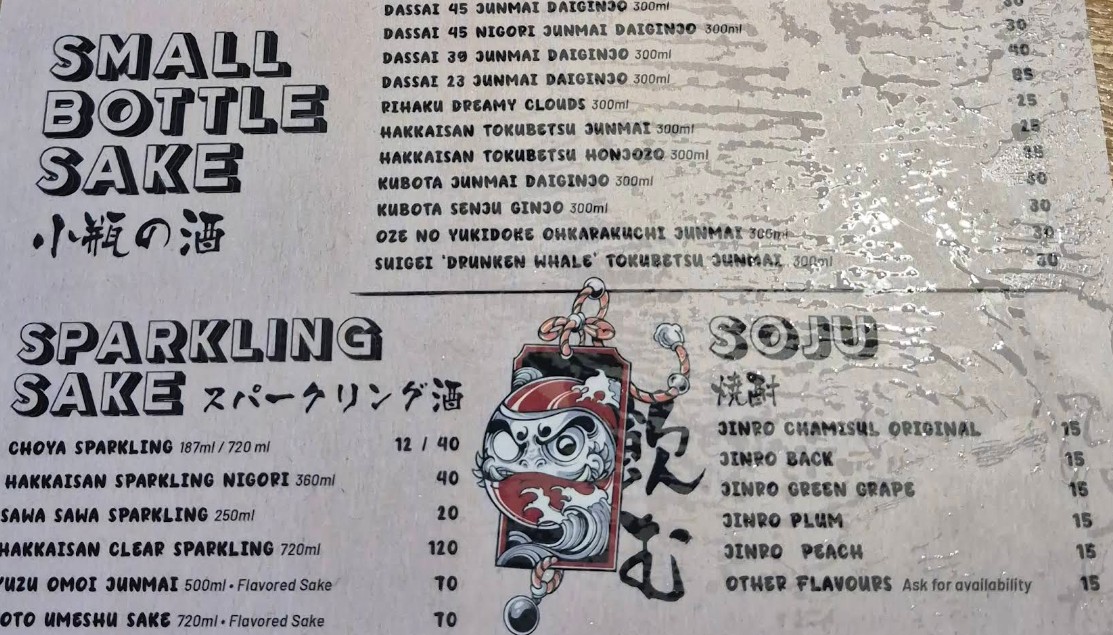 SMALL
BOTTLE
SAKE
小瓶の酒
DASSAI 45 JUNMAI DAIGINJO 300ml
DASSAI 45 NIGORI JUNMAI DAIGINJO 300ml 30
DASSAI 39 JUNMAI DAIGINJO 300ml 40
DASSAI 23 JUNMAI DAIGINJO 300ml 85
RIHAKU DREAMY CLOUDS 300ml 25
HAKKAISAN TOKUBETSU JUNMAI 300ml 25
HAKKAISAN TOKUBETSU HONJOZO 300ml
KUBOTA JUNMAI DAIGINJO 300ml
KUBOTA SENJU GINJO 300ml 30
OZE NO YUKIDOKE OHKARAKUCHI JUNMAI 300ml 30
SUIGEI 'DRUNKEN WHALE' TOKUBETSU JUNMAI 300ml 30
SPARKLING
SAKE スパークリング酒
CHOYA SPARKLING 187ml / 720 ml 12 / 40
HAKKAISAN SPARKLING NIGORI 360ml 40
SAWA SAWA SPARKLING 250ml 20
HAKKAISAN CLEAR SPARKLING 720ml 120
YUZU OMOI JUNMAI 500ml • Flavored Sake 70
OTO UMESHU SAKE 720ml • Flavored Sake 70
飲む
SOJU
焼酎
JINRO CHAMISUL ORIGINAL 15
JINRO BACK 15
JINRO GREEN GRAPE 15
JINRO PLUM 15
JINRO PEACH 15
OTHER FLAVOURS Ask for availability 15